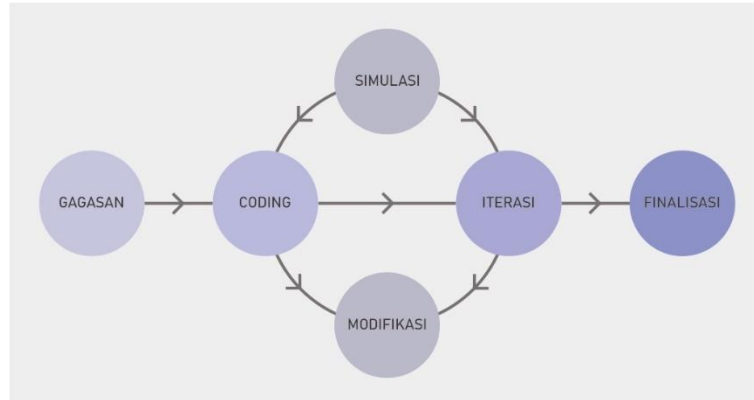 SIMULASI
GAGASAN
CODING
ITERASI
FINALISASI
MODIFIKASI